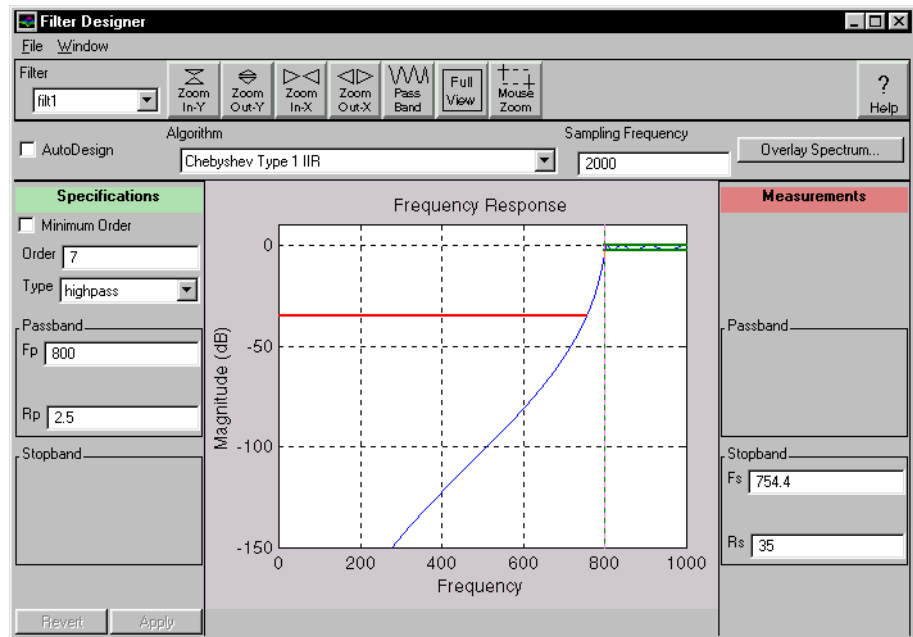 Filter Designer
File Window
Filter
filt1
Zoom In-Y
Zoom Out-Y
Zoom In-X
Zoom Out-X
Pass Band
Full View
Mouse Zoom
? Help
AutoDesign
Algorithm
Chebyshev Type 1 IIR
Sampling Frequency
2000
Overlay Spectrum...
Specifications
Minimum Order
Order 7
Type highpass
Passband
Fp 800
Rp 2.5
Stopband
Revert Apply
Frequency Response
Magnitude (dB)
0
-50
-100
-150
0 200 400 600 800 1000
Frequency
Measurements
Passband
Stopband
Fs 754.4
Rs 35